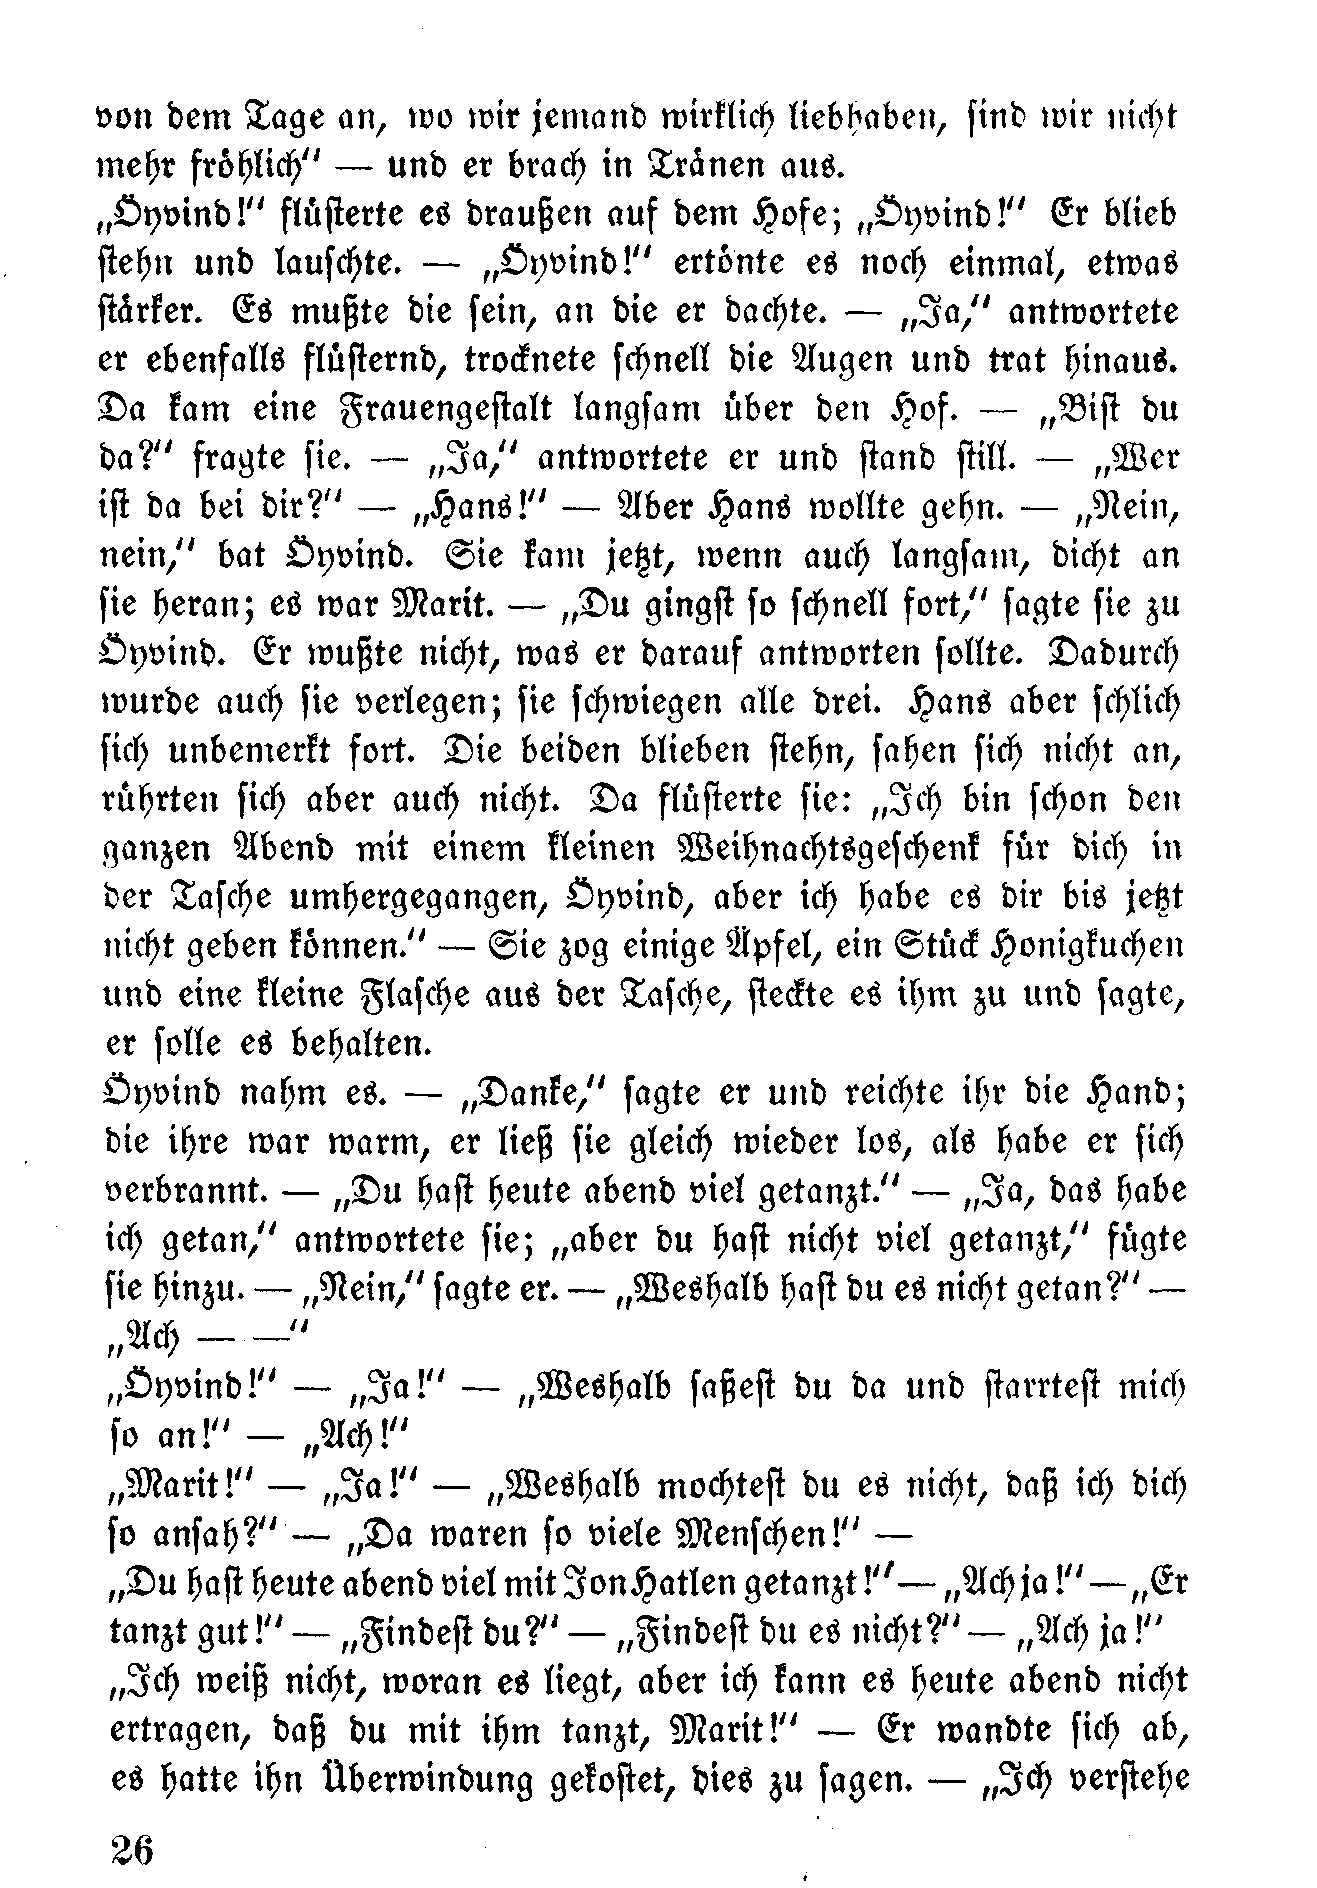 von dem Tage an, wo wir jemand wirklich liebhaben, sind wir nicht
mehr fröhlich“ — und er brach in Tränen aus.
„Öyvind!“ flüsterte es draußen auf dem Hofe; „Öyvind!“ Er blieb
stehn und lauschte. — „Öyvind!“ ertönte es noch einmal, etwas
stärker. Es mußte die sein, an die er dachte. — „Ja,“ antwortete
er ebenfalls flüsternd, trocknete schnell die Augen und trat hinaus.
Da kam eine Frauengestalt langsam über den Hof. — „Bist du
da?“ fragte sie. — „Ja,“ antwortete er und stand still. — „Wer
ist da bei dir?“ — „Hans!“ — Aber Hans wollte gehn. — „Nein,
nein,“ bat Öyvind. Sie kam jetzt, wenn auch langsam, dicht an
sie heran; es war Marit. — „Du gingst so schnell fort,“ sagte sie zu
Öyvind. Er wußte nicht, was er darauf antworten sollte. Dadurch
wurde auch sie verlegen; sie schwiegen alle drei. Hans aber schlich
sich unbemerkt fort. Die beiden blieben stehn, sahen sich nicht an,
rührten sich aber auch nicht. Da flüsterte sie: „Ich bin schon den
ganzen Abend mit einem kleinen Weihnachtsgeschenk für dich in
der Tasche umhergegangen, Öyvind, aber ich habe es dir bis jetzt
nicht geben können.“ — Sie zog einige Äpfel, ein Stück Honigkuchen
und eine kleine Flasche aus der Tasche, steckte es ihm zu und sagte,
er solle es behalten.
Öyvind nahm es. — „Danke,“ sagte er und reichte ihr die Hand;
die ihre war warm, er ließ sie gleich wieder los, als habe er sich
verbrannt. — „Du hast heute abend viel getanzt.“ — „Ja, das habe
ich getan,“ antwortete sie; „aber du hast nicht viel getanzt,“ fügte
sie hinzu. — „Nein,“ sagte er. — „Weshalb hast du es nicht getan?“ —
„Ach — —“
„Öyvind!“ — „Ja!“ — „Weshalb saßest du da und starrtest mich
so an!“ — „Ach!“
„Marit!“ — „Ja!“ — „Weshalb mochtest du es nicht, daß ich dich
so ansah?“ — „Da waren so viele Menschen!“ —
„Du hast heute abend viel mit Jon Hatlen getanzt!“ — „Ach ja!“ — „Er
tanzt gut!“ — „Findest du?“ — „Findest du es nicht?“ — „Ach ja!“
„Ich weiß nicht, woran es liegt, aber ich kann es heute abend nicht
ertragen, daß du mit ihm tanzt, Marit!“ — Er wandte sich ab,
es hatte ihn Überwindung gekostet, dies zu sagen. — „Ich verstehe
26